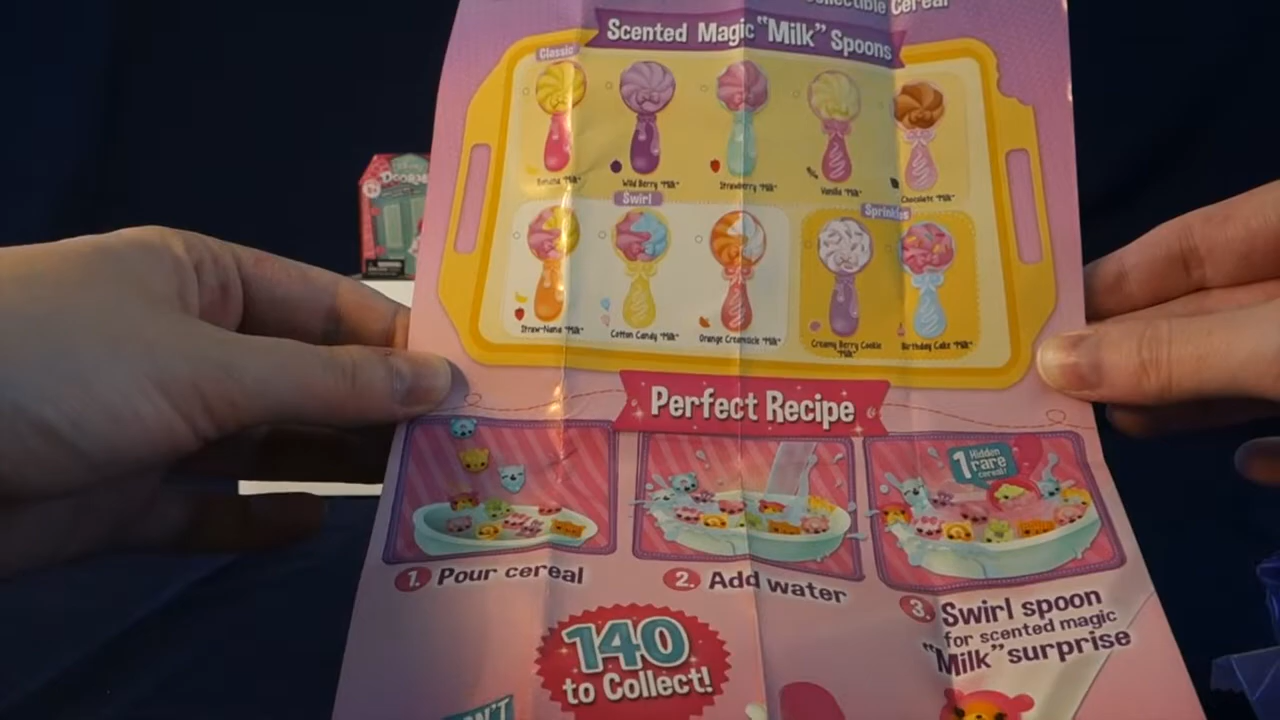 Collectible Cereal
Scented Magic "Milk" Spoons
Classic
Banana "Milk"
Wild Berry "Milk"
Strawberry "Milk"
Vanilla "Milk"
Chocolate "Milk"
Swirl
Sprinkles
Straw-Nana "Milk"
Cotton Candy "Milk"
Orange Creamsicle "Milk"
Creamy Berry Cookie
"Milk"
Birthday Cake "Milk"
Perfect Recipe
1 Hidden
rare
cereal!
1. Pour cereal
2. Add water
3. Swirl spoon
for scented magic
"Milk" surprise
140
to Collect!